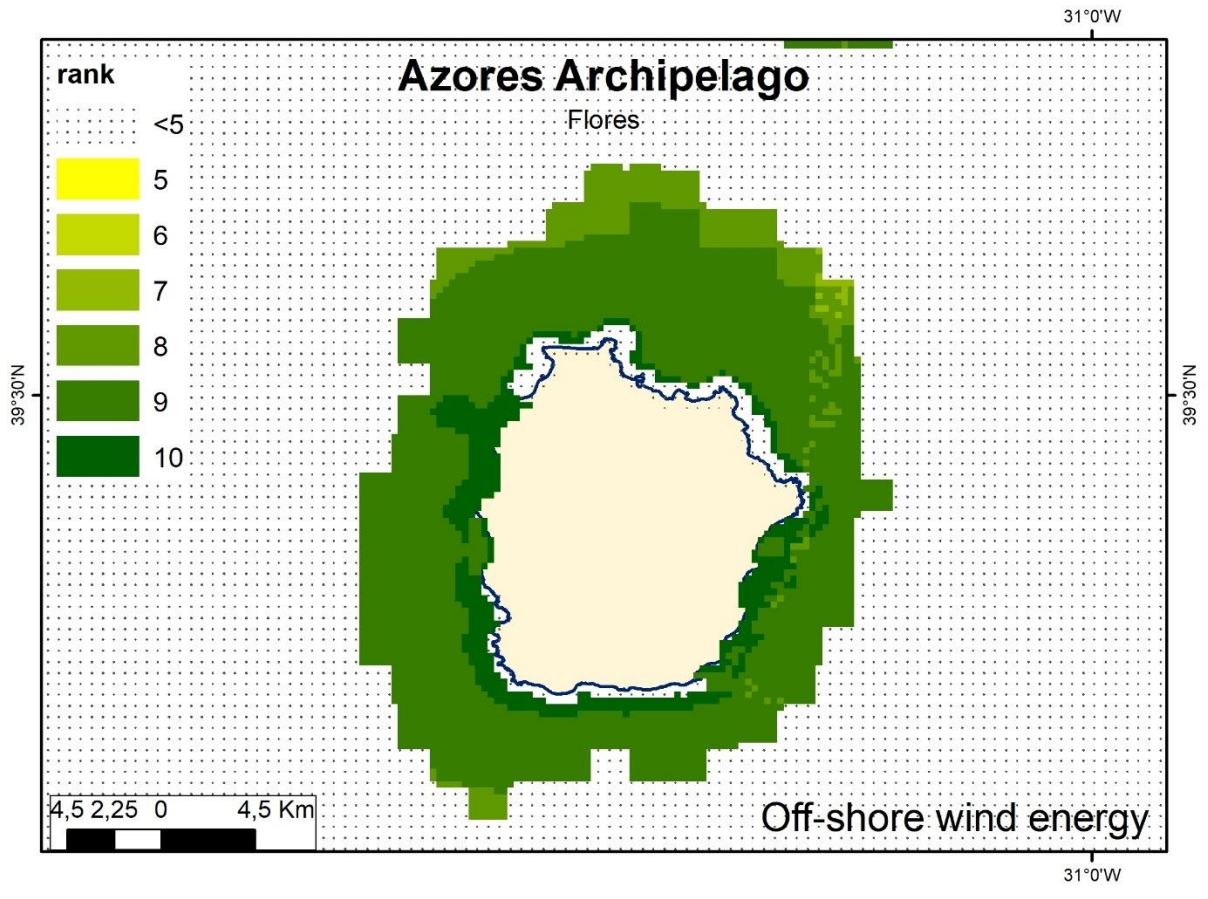 31°0'W
rank
Azores Archipelago
Flores
<5
5
6
7
8
9
10
39°30'N
39°30'N
4,5 2,25 0 4,5 Km
Off-shore wind energy
31°0'W